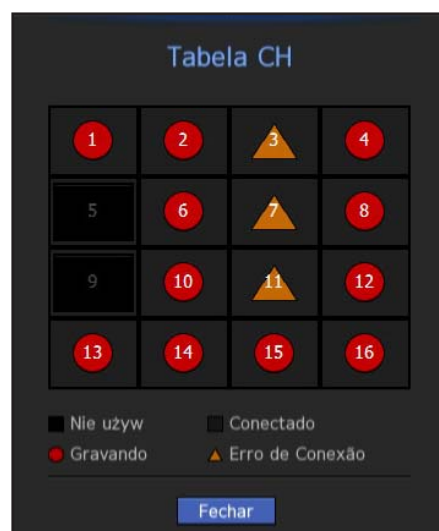 Tabela CH
1 2 3 4
5 6 7 8
9 10 11 12
13 14 15 16
Nie używ Conectado
Gravando Erro de Conexão
Fechar